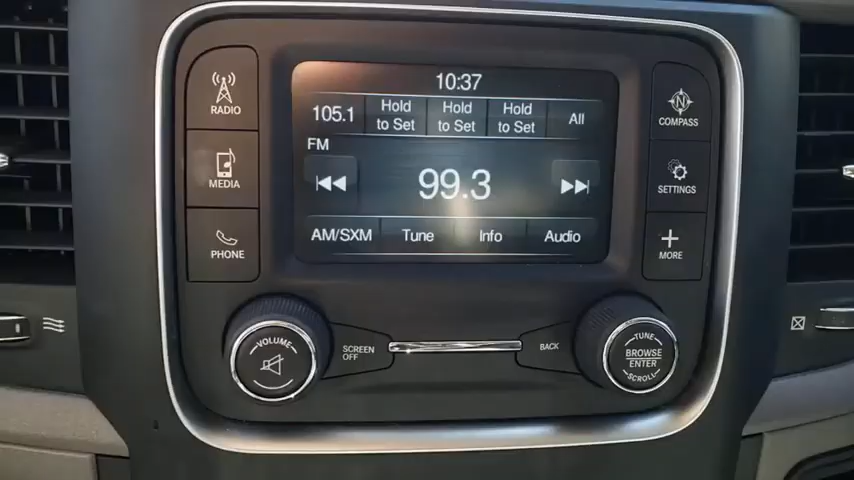 10:37
RADIO
105.1 Hold to Set Hold to Set Hold to Set All
COMPASS
FM
MEDIA
99.3
SETTINGS
AM/SXM Tune Info Audio
PHONE
MORE
VOLUME
SCREEN OFF
BACK
TUNE
BROWSE
ENTER
SCROLL
N